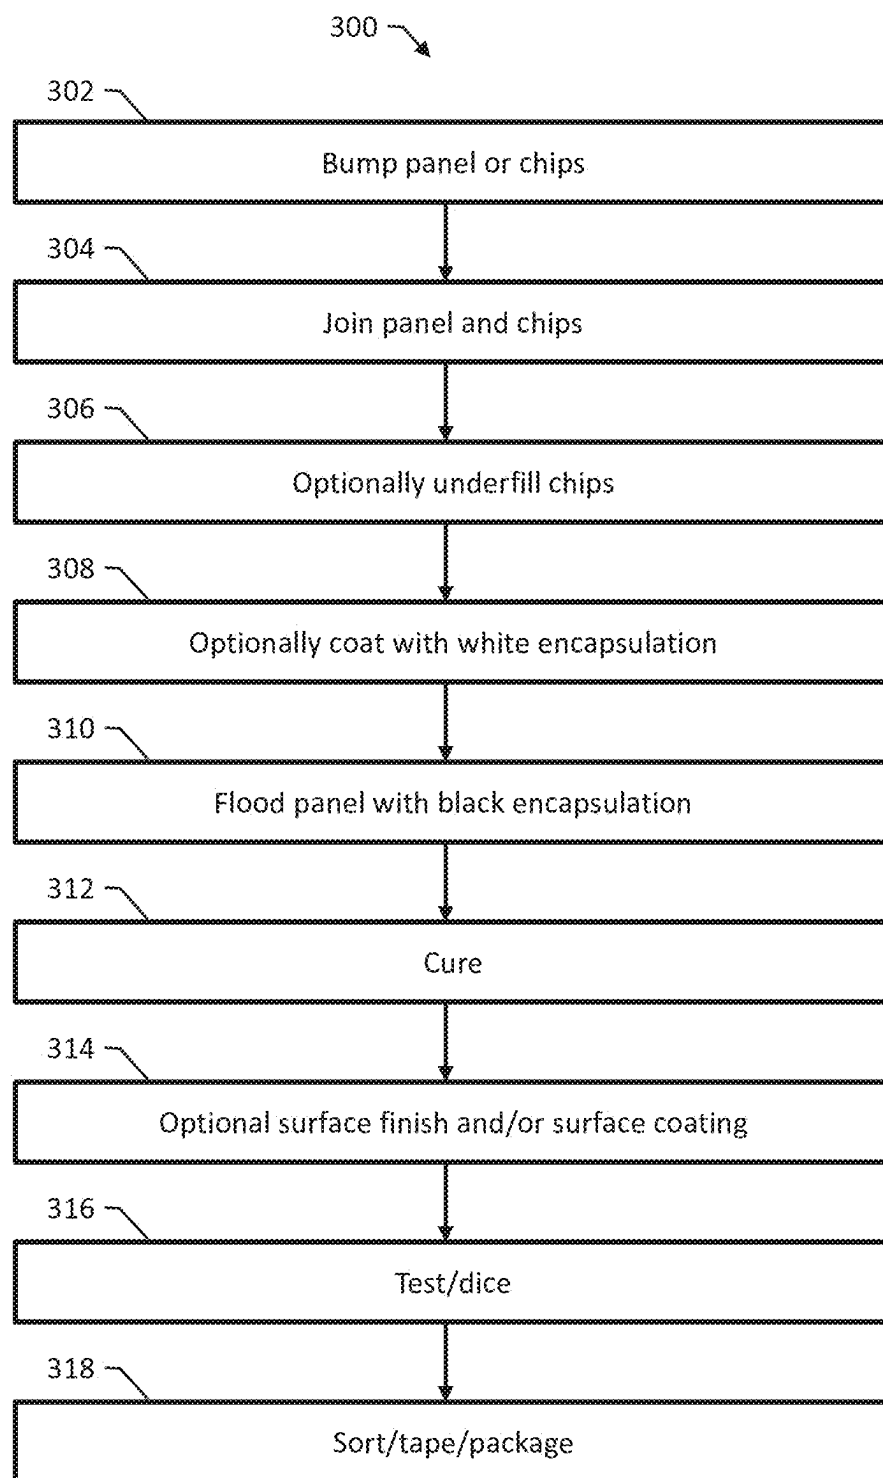 300
302
Bump panel or chips
304
Join panel and chips
306
Optionally underfill chips
308
Optionally coat with white encapsulation
310
Flood panel with black encapsulation
312
Cure
314
Optional surface finish and/or surface coating
316
Test/dice
318
Sort/tape/package